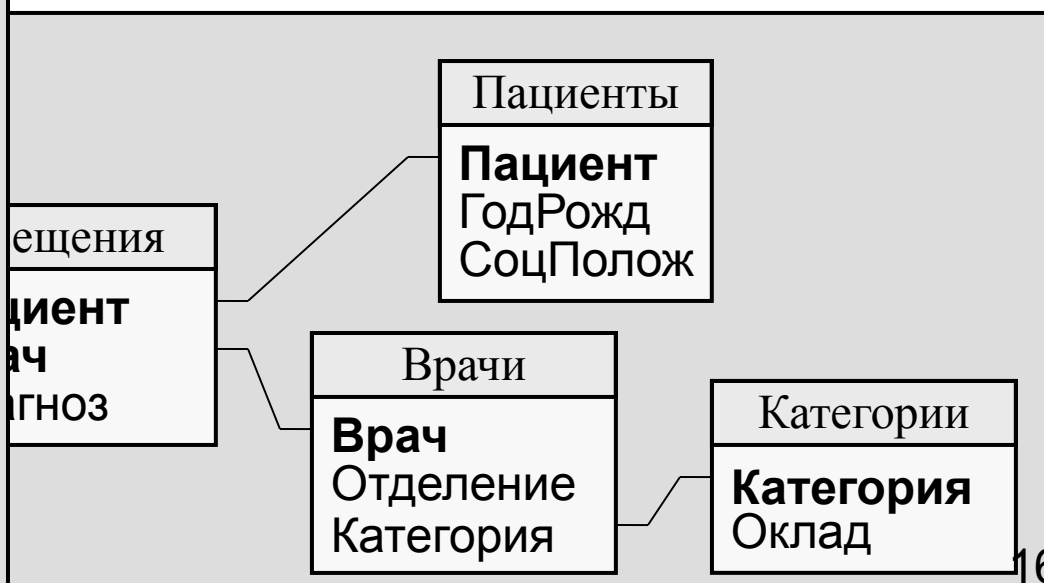 Пациенты
Пациент
ГодРожд
СоцПолож
ещения
циент
ач
агноз
Врачи
Врач
Отделение
Категория
Категории
Категория
Оклад
16